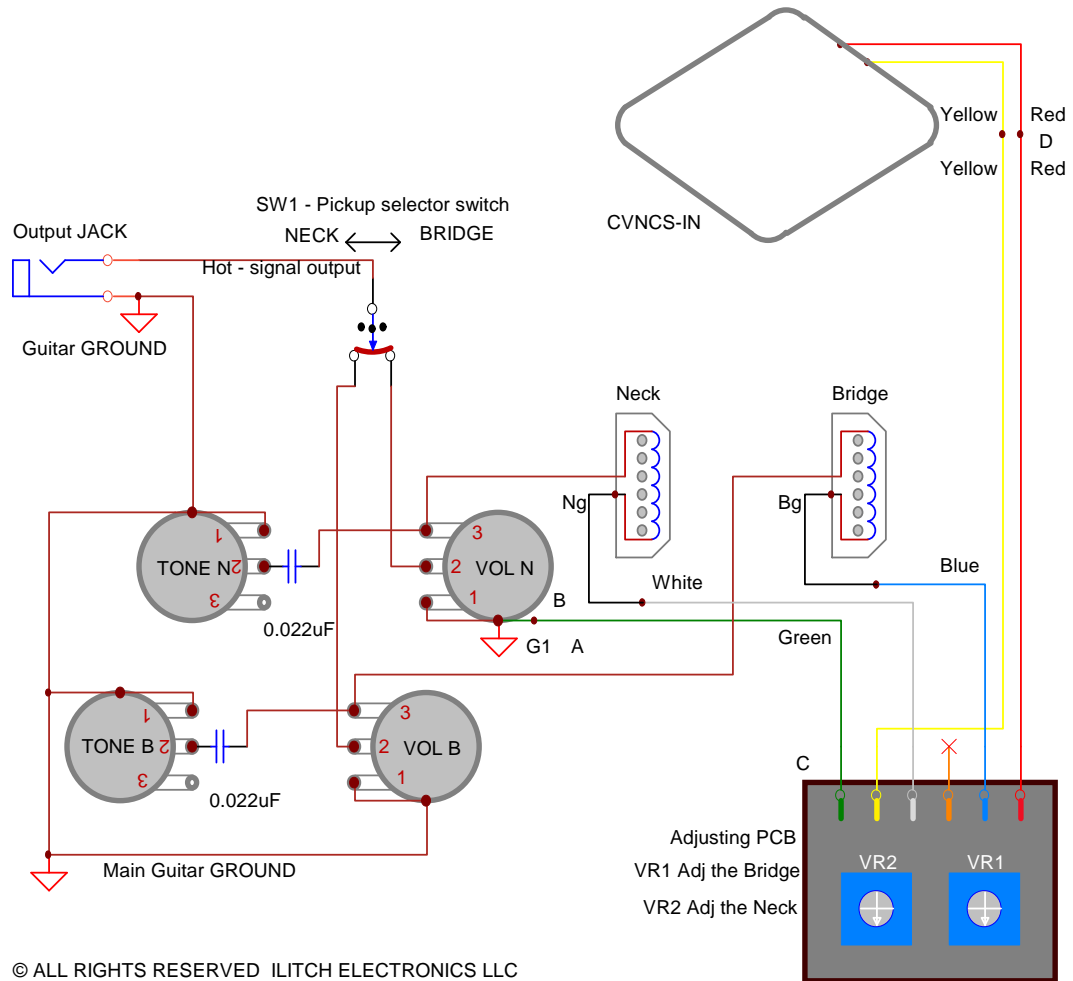 Yellow
Red
D
Yellow
Red
SW1 - Pickup selector switch
CVNCS-IN
Output JACK
NECK
BRIDGE
Hot - signal output
Guitar GROUND
Neck
Bridge
Ng
Bg
1
TONE N
2
3
3
2
VOL N
1
White
Blue
B
0.022uF
G1
A
Green
1
TONE B
2
3
3
2
VOL B
1
C
0.022uF
Adjusting PCB
VR2
VR1
Main Guitar GROUND
VR1 Adj the Bridge
VR2 Adj the Neck
© ALL RIGHTS RESERVED ILITCH ELECTRONICS LLC